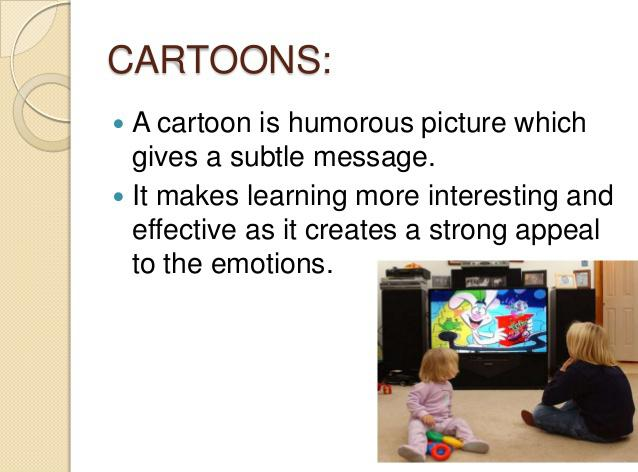 CARTOONS:
• A cartoon is humorous picture which
gives a subtle message.
• It makes learning more interesting and
effective as it creates a strong appeal
to the emotions.